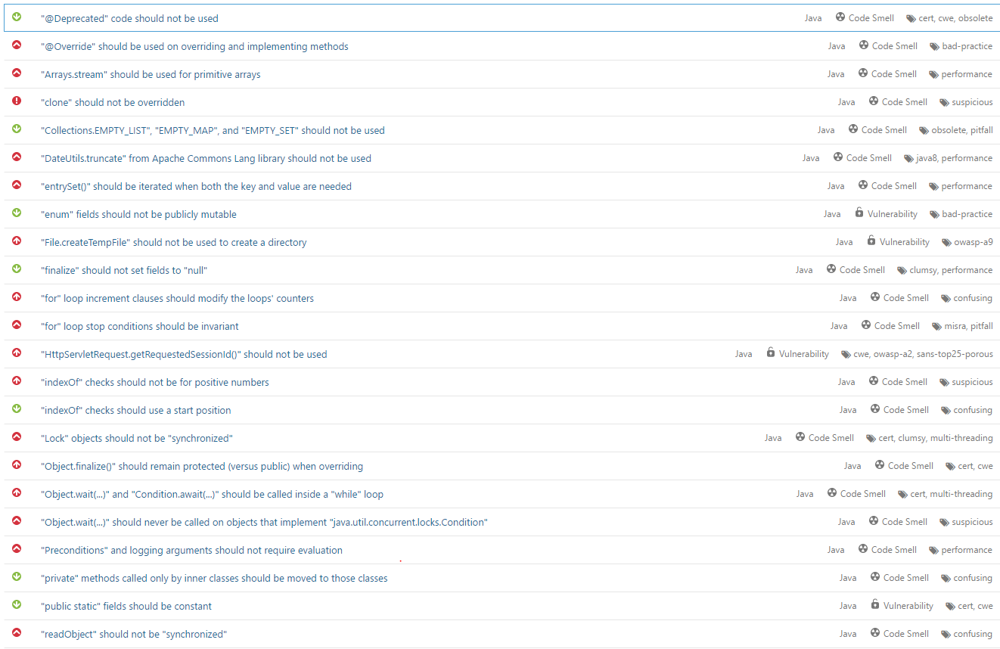 "@Deprecated" code should not be used Java Code Smell cert, cwe, obsolete
"@Override" should be used on overriding and implementing methods Java Code Smell bad-practice
"Arrays.stream" should be used for primitive arrays Java Code Smell performance
"clone" should not be overridden Java Code Smell suspicious
"Collections.EMPTY_LIST", "EMPTY_MAP", and "EMPTY_SET" should not be used Java Code Smell obsolete, pitfall
"DateUtils.truncate" from Apache Commons Lang library should not be used Java Code Smell java8, performance
"entrySet()" should be iterated when both the key and value are needed Java Code Smell performance
"enum" fields should not be publicly mutable Java Vulnerability bad-practice
"File.createTempFile" should not be used to create a directory Java Vulnerability owasp-a9
"finalize" should not set fields to "null" Java Code Smell clumsy, performance
"for" loop increment clauses should modify the loops' counters Java Code Smell confusing
"for" loop stop conditions should be invariant Java Code Smell misra, pitfall
"HttpServletRequest.getRequestedSessionId()" should not be used Java Vulnerability cwe, owasp-a2, sans-top25-porous
"indexOf" checks should not be for positive numbers Java Code Smell suspicious
"indexOf" checks should use a start position Java Code Smell confusing
"Lock" objects should not be "synchronized" Java Code Smell cert, clumsy, multi-threading
"Object.finalize()" should remain protected (versus public) when overriding Java Code Smell cert, cwe
"Object.wait(...)" and "Condition.await(...)" should be called inside a "while" loop Java Code Smell cert, multi-threading
"Object.wait(...)" should never be called on objects that implement "java.util.concurrent.locks.Condition" Java Code Smell suspicious
"Preconditions" and logging arguments should not require evaluation Java Code Smell performance
"private" methods called only by inner classes should be moved to those classes Java Code Smell confusing
"public static" fields should be constant Java Vulnerability cert, cwe
"readObject" should not be "synchronized" Java Code Smell confusing